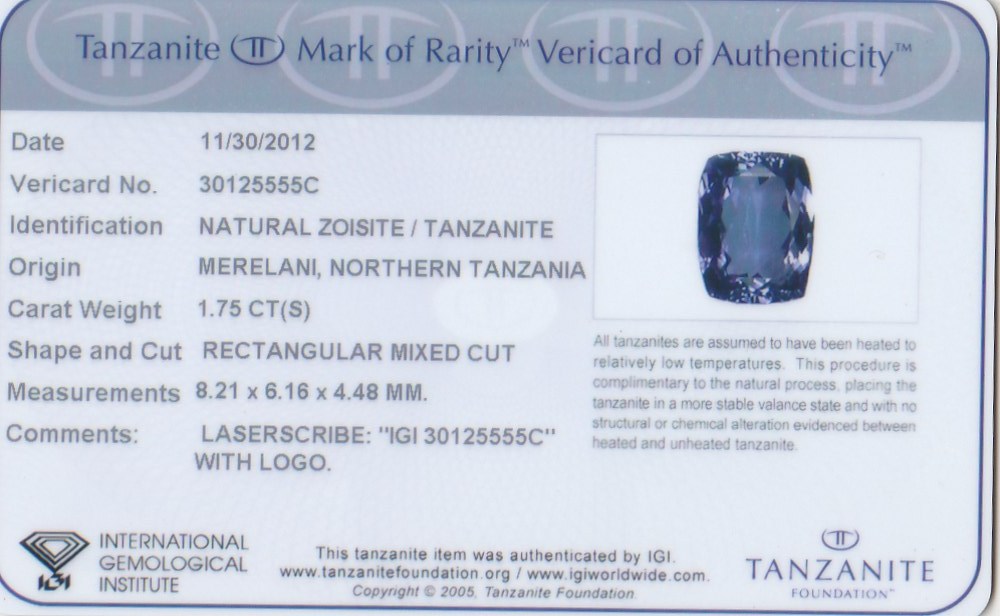 Tanzanite Mark of Rarity™ Vericard of Authenticity™
Date 11/30/2012
Vericard No. 30125555C
Identification NATURAL ZOISITE / TANZANITE
Origin MERELANI, NORTHERN TANZANIA
Carat Weight 1.75 CT(S)
Shape and Cut RECTANGULAR MIXED CUT
Measurements 8.21 x 6.16 x 4.48 MM.
Comments: LASERSCRIBE: "IGI 30125555C"
WITH LOGO.
All tanzanites are assumed to have been heated to
relatively low temperatures. This procedure is
complimentary to the natural process, placing the
tanzanite in a more stable valance state and with no
structural or chemical alteration evidenced between
heated and unheated tanzanite.
IGI
INTERNATIONAL
GEMOLOGICAL
INSTITUTE
This tanzanite item was authenticated by IGI.
www.tanzanitefoundation.org / www.igiworldwide.com.
Copyright © 2005, Tanzanite Foundation
TANZANITE
FOUNDATION™